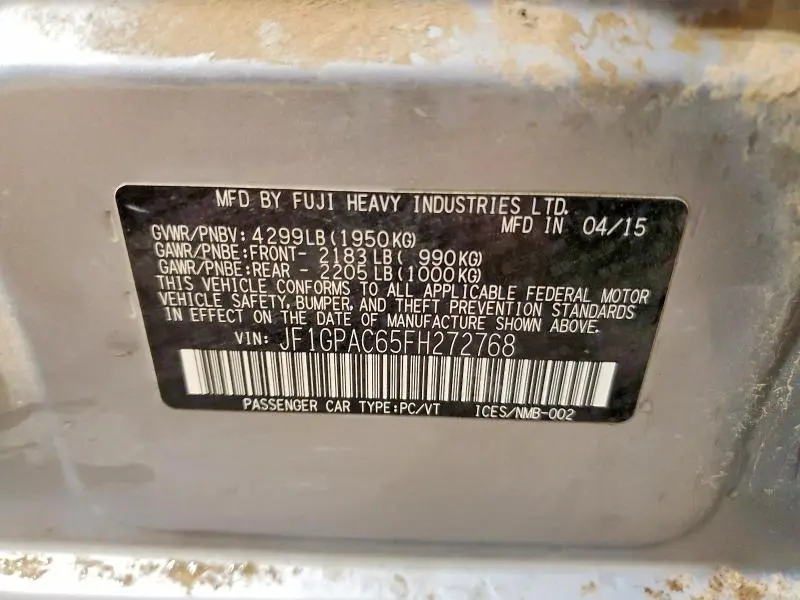 MFD BY FUJI HEAVY INDUSTRIES LTD.
MFD IN 04/15
GVWR/PNBV: 4299LB(1950KG)
GAWR/PNBE:FRONT- 2183LB( 990KG)
GAWR/PNBE:REAR - 2205LB(1000KG)
THIS VEHICLE CONFORMS TO ALL APPLICABLE FEDERAL MOTOR
VEHICLE SAFETY, BUMPER, AND THEFT PREVENTION STANDARDS
IN EFFECT ON THE DATE OF MANUFACTURE SHOWN ABOVE.
VIN: JF1GPAC65FH272768
PASSENGER CAR TYPE:PC/VT ICES/NMB-002